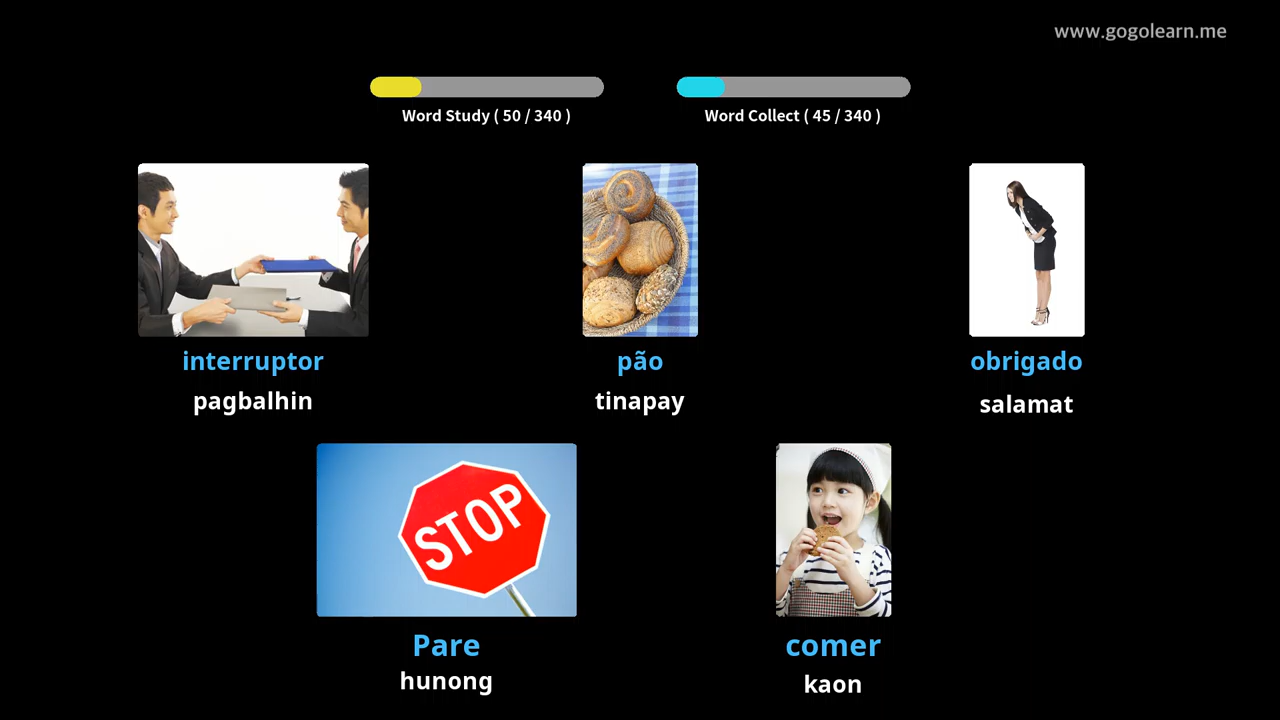 www.gogolearn.me
Word Study ( 50 / 340 )
Word Collect ( 45 / 340 )
interruptor
pão
obrigado
pagbalhin
tinapay
salamat
STOP
Pare
comer
hunong
kaon